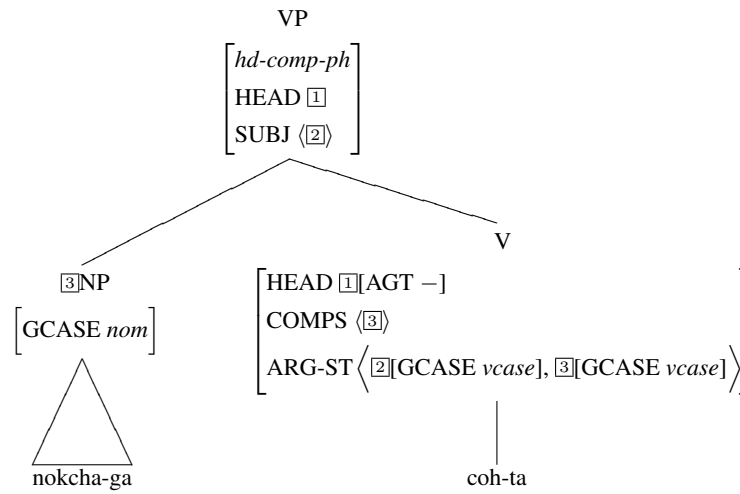 VP
hd-comp-ph
HEAD 1
SUBJ ⟨2⟩
V
3NP
GCASE nom
HEAD 1[AGT −]
COMPS ⟨3⟩
ARG-ST⟨2[GCASE vcase], 3[GCASE vcase]⟩
nokcha-ga
coh-ta